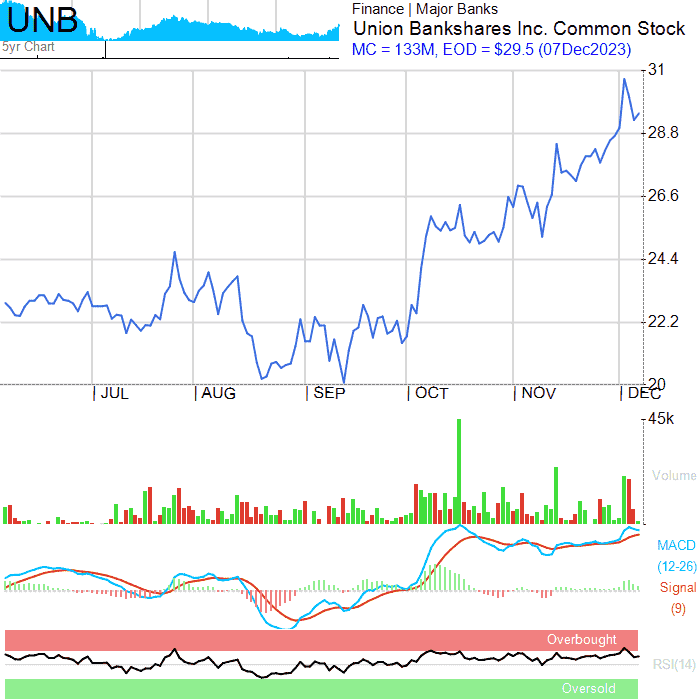 UNB
5yr Chart
Finance | Major Banks
Union Bankshares Inc. Common Stock
MC = 133M, EOD = $29.5 (07Dec2023)
31
28.8
26.6
24.4
22.2
20
JUL AUG SEP OCT NOV DEC
45k
Volume
MACD
(12-26)
Signal
(9)
Overbought
RSI(14)
Oversold